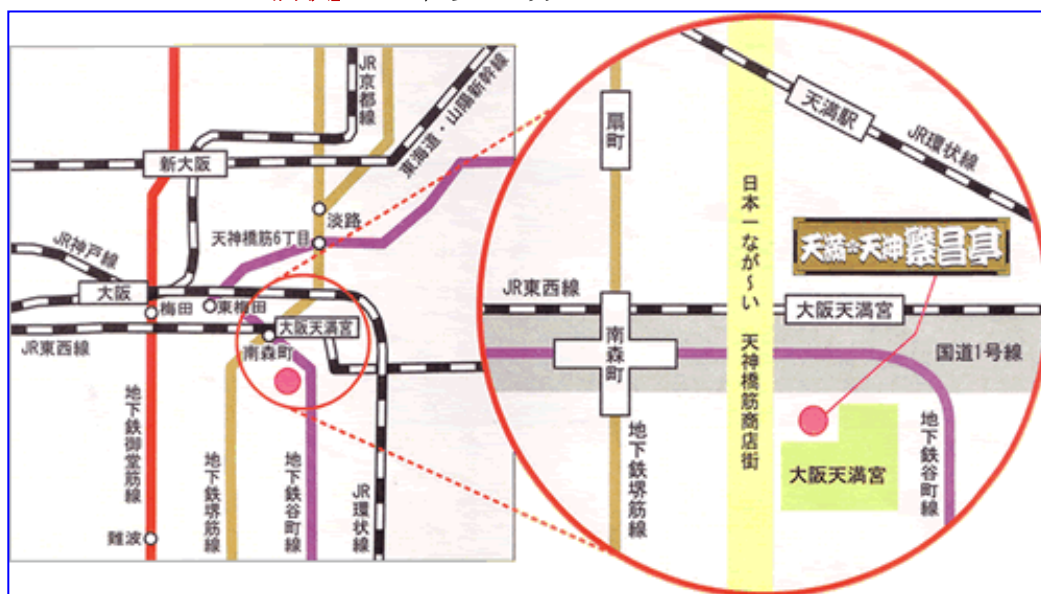 JR京都線
東海道・山陽新幹線
新大阪
淡路
天神橋筋6丁目
JR神戸線
大阪
梅田
東梅田
大阪天満宮
JR東西線
南森町
地下鉄御堂筋線
地下鉄堺筋線
地下鉄谷町線
JR環状線
難波
扇町
天満駅
JR環状線
日本一なが～い 天神橋筋商店街
天満☆天神繁昌亭
JR東西線
大阪天満宮
南森町
国道1号線
地下鉄堺筋線
大阪天満宮
地下鉄谷町線